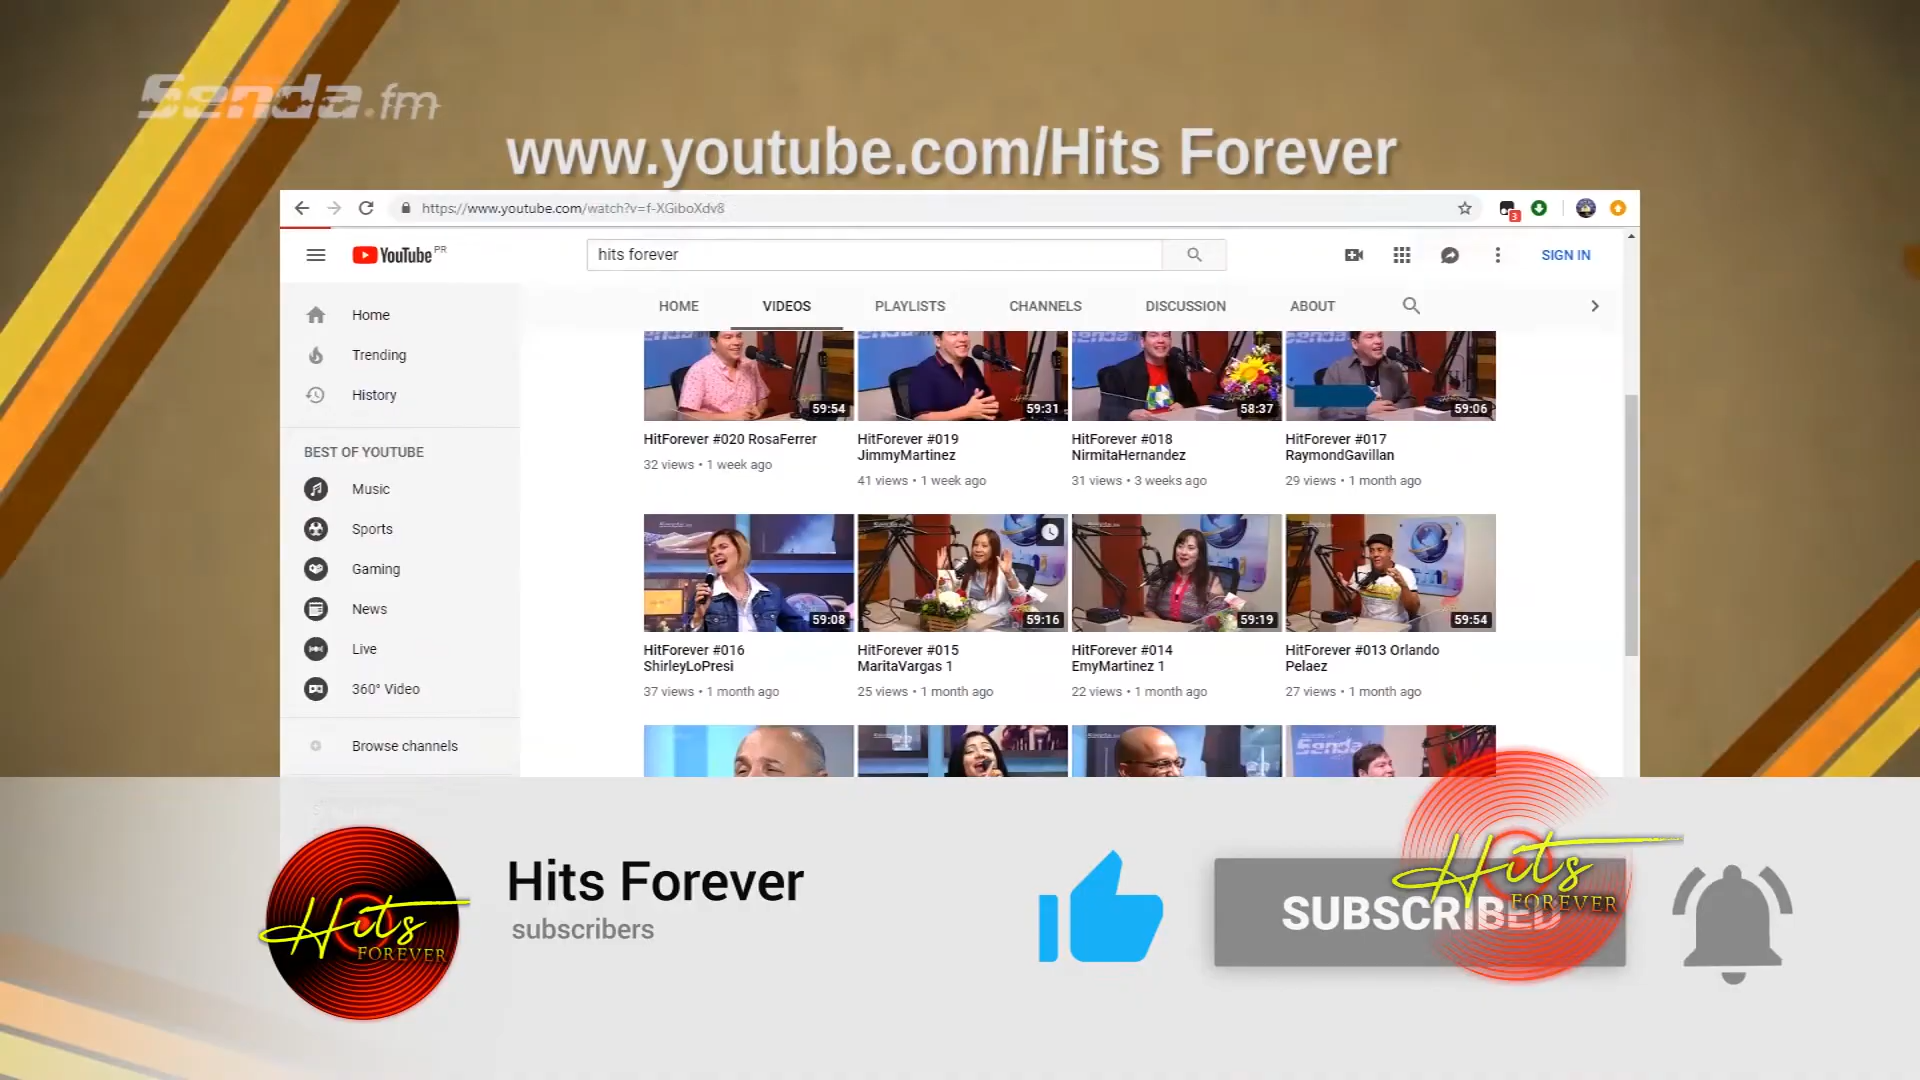 Senda.fm
www.youtube.com/Hits Forever
https://www.youtube.com/watch?v=f-XGiboXdv8
3
YouTube PR
hits forever
SIGN IN
HOME VIDEOS PLAYLISTS CHANNELS DISCUSSION ABOUT
Home
Trending
History
BEST OF YOUTUBE
Music
Sports
Gaming
News
Live
360° Video
Browse channels
59:54 59:31 58:37 59:06
HitForever #020 RosaFerrer
32 views • 1 week ago
HitForever #019
JimmyMartinez
41 views • 1 week ago
HitForever #018
NirmitaHernandez
31 views • 3 weeks ago
HitForever #017
RaymondGavillan
29 views • 1 month ago
59:08 59:16 59:19 59:54
HitForever #016
ShirleyLoPresi
37 views • 1 month ago
HitForever #015
MaritaVargas 1
25 views • 1 month ago
HitForever #014
EmyMartinez 1
22 views • 1 month ago
HitForever #013 Orlando
Pelaez
27 views • 1 month ago
Senda
Hits
FOREVER
Hits Forever
subscribers
SUBSCRIBED
Hits
FOREVER